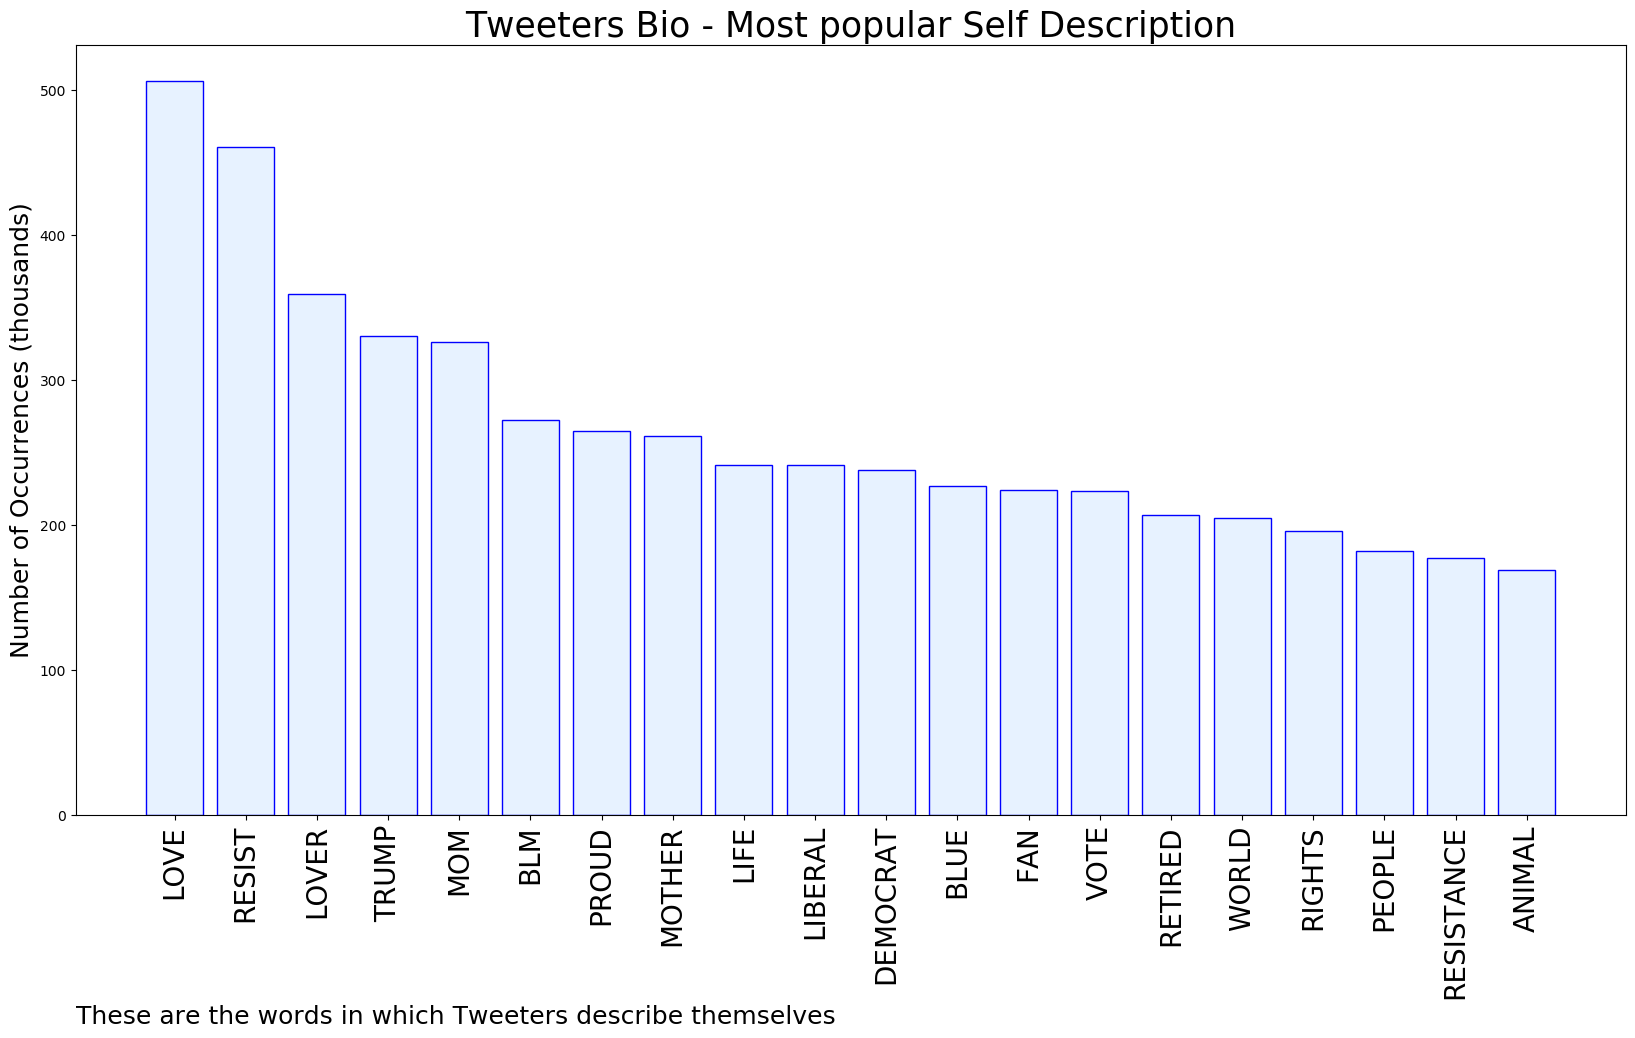 Tweeters Bio - Most popular Self Description
Number of Occurrences (thousands)
500
400
300
200
100
0
LOVE
RESIST
LOVER
TRUMP
MOM
BLM
PROUD
MOTHER
LIFE
LIBERAL
DEMOCRAT
BLUE
FAN
VOTE
RETIRED
WORLD
RIGHTS
PEOPLE
RESISTANCE
ANIMAL
These are the words in which Tweeters describe themselves